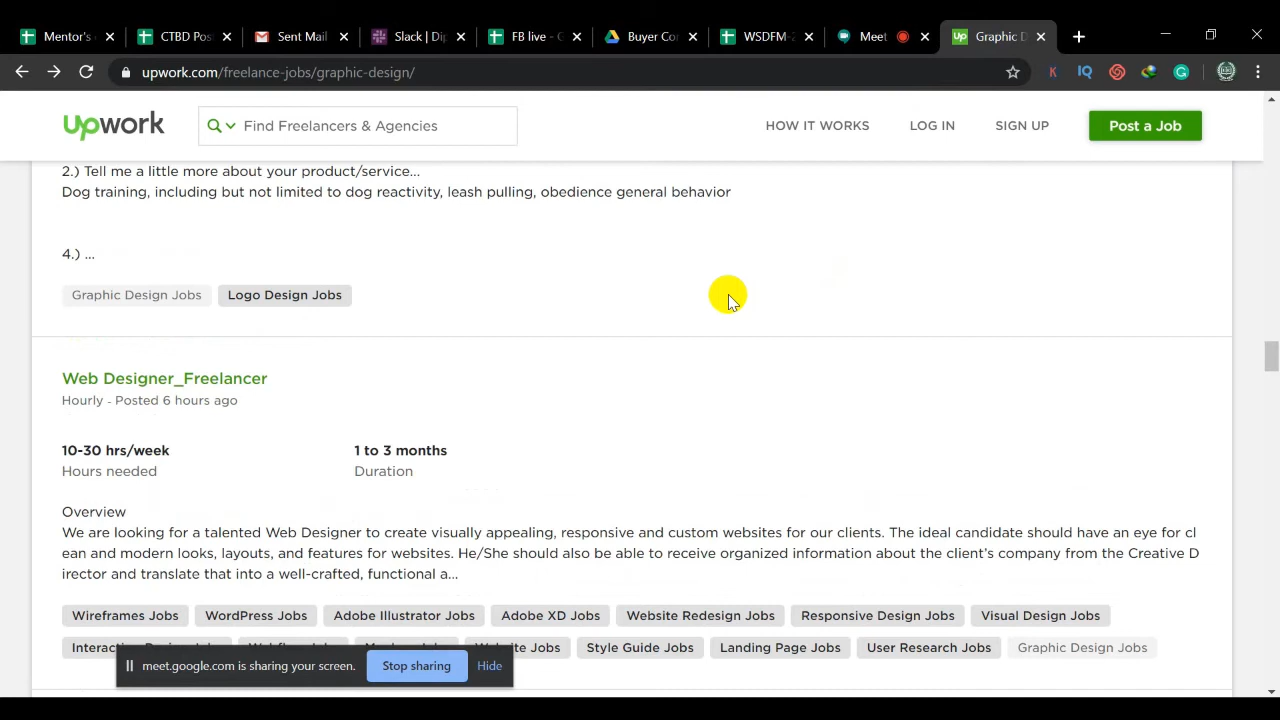 Mentor's
CTBD Pos
Sent Mail
Slack | Dip
FB live - G
Buyer Cor
WSDFM-2
Meet
Up
Graphic D
upwork.com/freelance-jobs/graphic-design/
K
IQ
upwork
Find Freelancers & Agencies
HOW IT WORKS
LOG IN
SIGN UP
Post a Job
2.) Tell me a little more about your product/service...
Dog training, including but not limited to dog reactivity, leash pulling, obedience general behavior
4.) ...
Graphic Design Jobs
Logo Design Jobs
Web Designer_Freelancer
Hourly - Posted 6 hours ago
10-30 hrs/week
1 to 3 months
Hours needed
Duration
Overview
We are looking for a talented Web Designer to create visually appealing, responsive and custom websites for our clients. The ideal candidate should have an eye for cl
ean and modern looks, layouts, and features for websites. He/She should also be able to receive organized information about the client's company from the Creative D
irector and translate that into a well-crafted, functional a...
Wireframes Jobs
WordPress Jobs
Adobe Illustrator Jobs
Adobe XD Jobs
Website Redesign Jobs
Responsive Design Jobs
Visual Design Jobs
Style Guide Jobs
Landing Page Jobs
User Research Jobs
Graphic Design Jobs
meet.google.com is sharing your screen.
Stop sharing
Hide